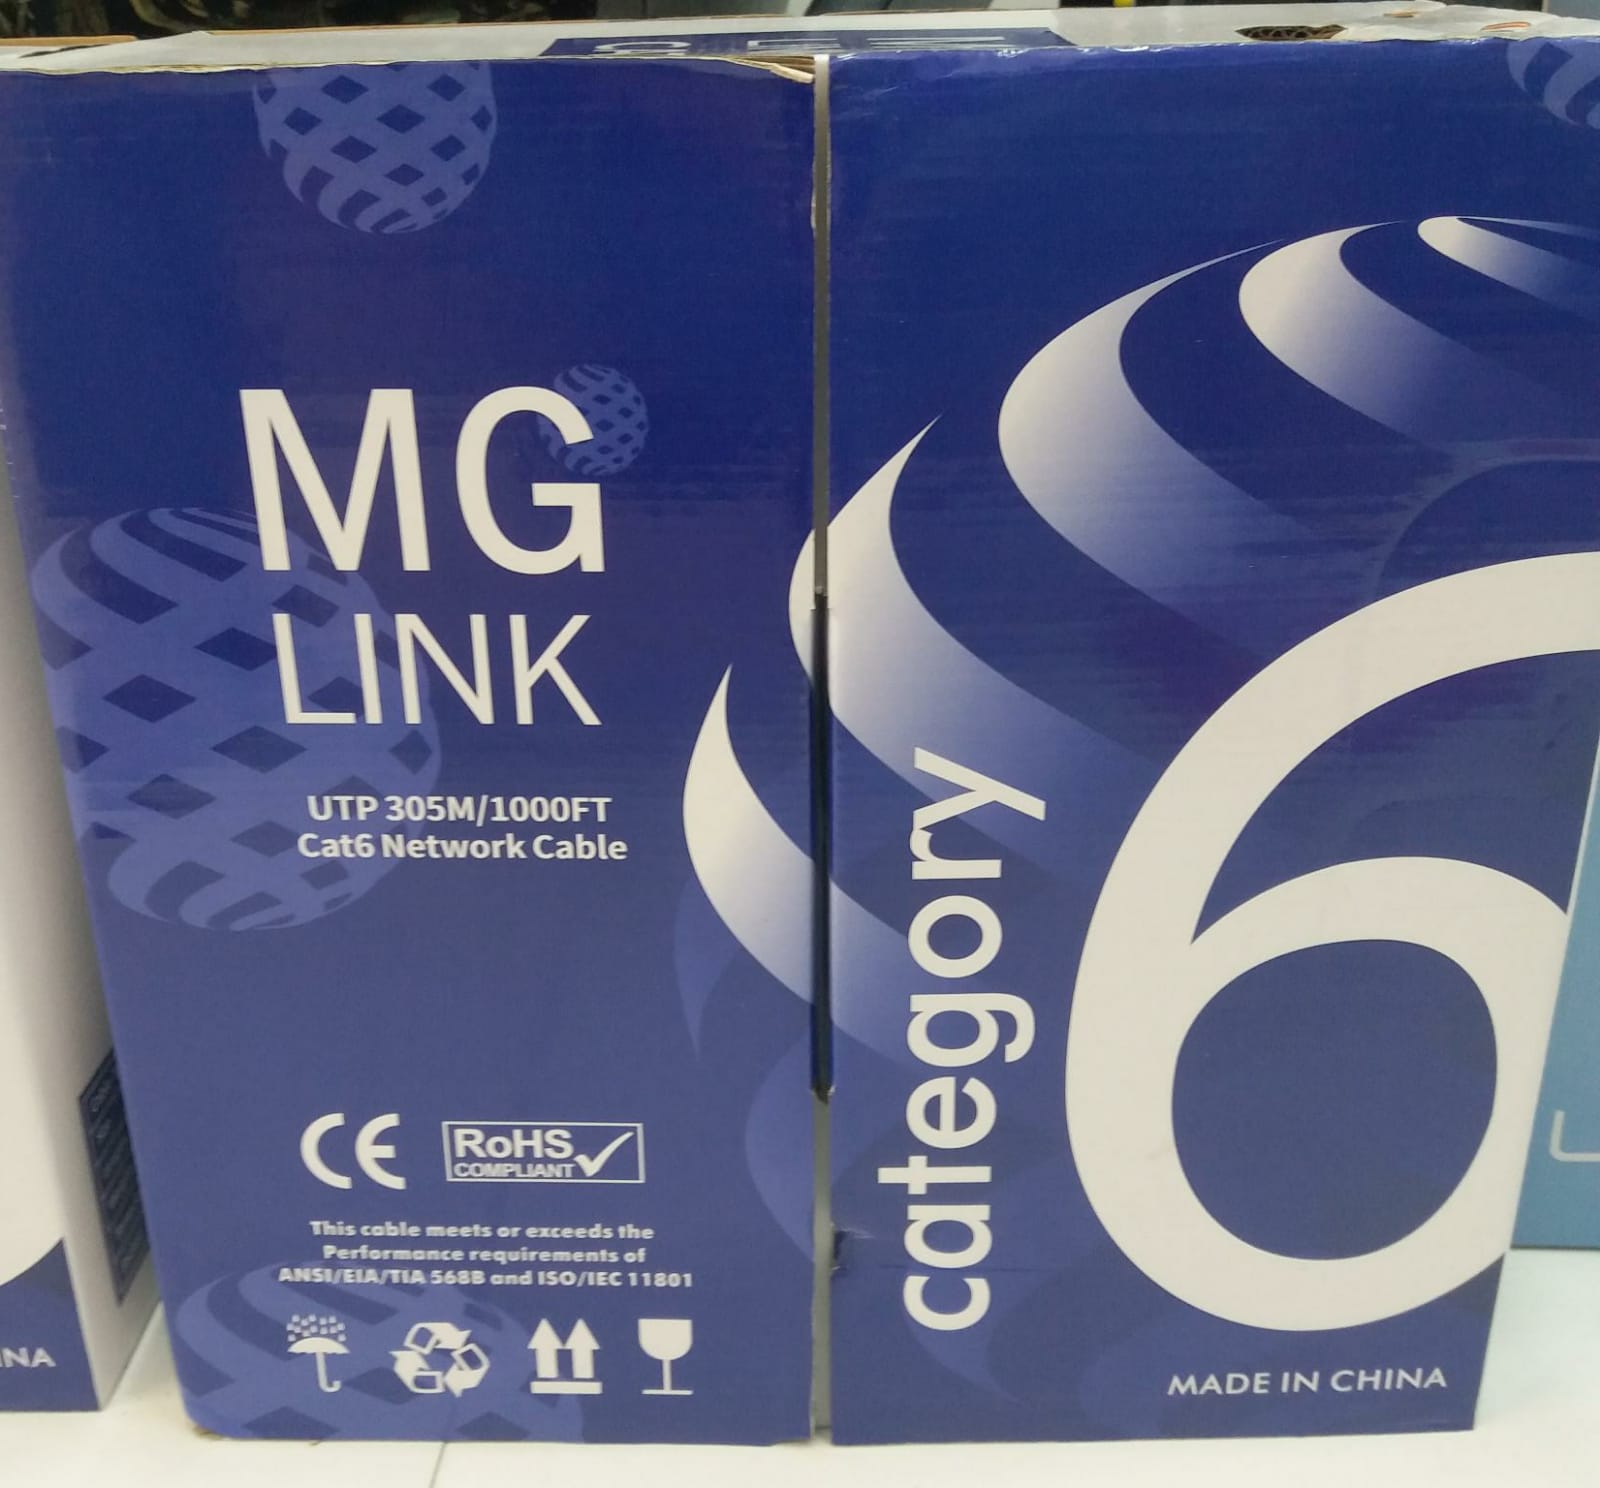 MG
LINK
UTP 305M/1000FT
Cat6 Network Cable
CE
RoHS
COMPLIANT
This cable meets or exceeds the
Performance requirements of
ANSI/EIA/TIA 568B and ISO/IEC 11801
category
6
MADE IN CHINA
INA